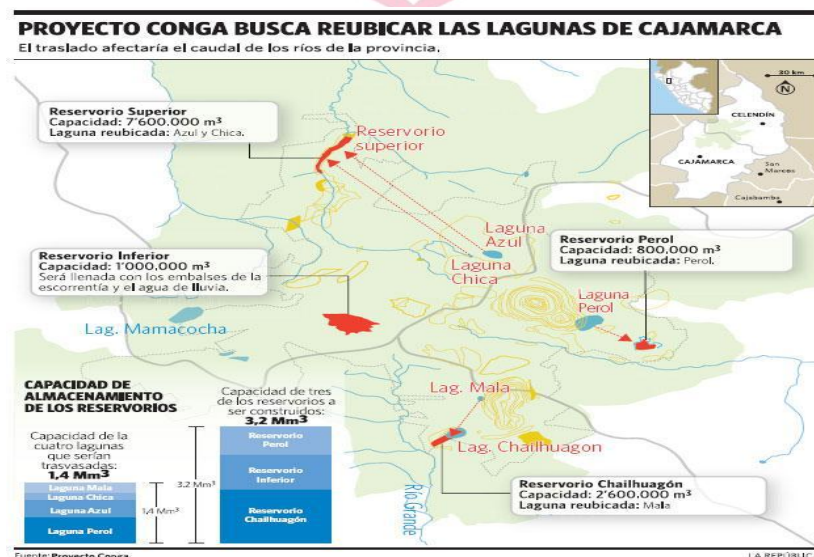 PROYECTO CONGA BUSCA REUBICAR LAS LAGUNAS DE CAJAMARCA
El traslado afectaría el caudal de los ríos de la provincia.
Reservorio Superior
Capacidad: 7'600.000 m³
Laguna reubicada: Azul y Chica.
Reservorio
superior
30 km
N
CELENDÍN
CAJAMARCA
San
Marcos
Cajabamba
Laguna
Azul
Laguna
Chica
Reservorio Perol
Capacidad: 800,000 m³
Laguna reubicada: Perol.
Reservorio Inferior
Capacidad: 1'000,000 m³
Será llenada con los embalses de la
escorrentía y el agua de lluvia.
Laguna
Perol
Lag. Mamacocha
Lag. Mala
Lag. Chailhuagon
Río Grande
Reservorio Chailhuagón
Capacidad: 2'600.000 m³
Laguna reubicada: Mala
CAPACIDAD DE
ALMACENAMIENTO
DE LOS RESERVORÍOS
Capacidad de la
cuatro lagunas
que serían
trasvasadas:
1,4 Mm³
Laguna Mala
Laguna Chica
Laguna Azul
Laguna Perol
1,4 Mm³
3.2 Mm³
Capacidad de tres
de los reservorios a
ser construidos:
3,2 Mm³
Reservorio
Perol
Reservorio
Inferior
Reservorio
Chailhuagón
Fuente: Proyecto Conga
LA REPÚBLIC